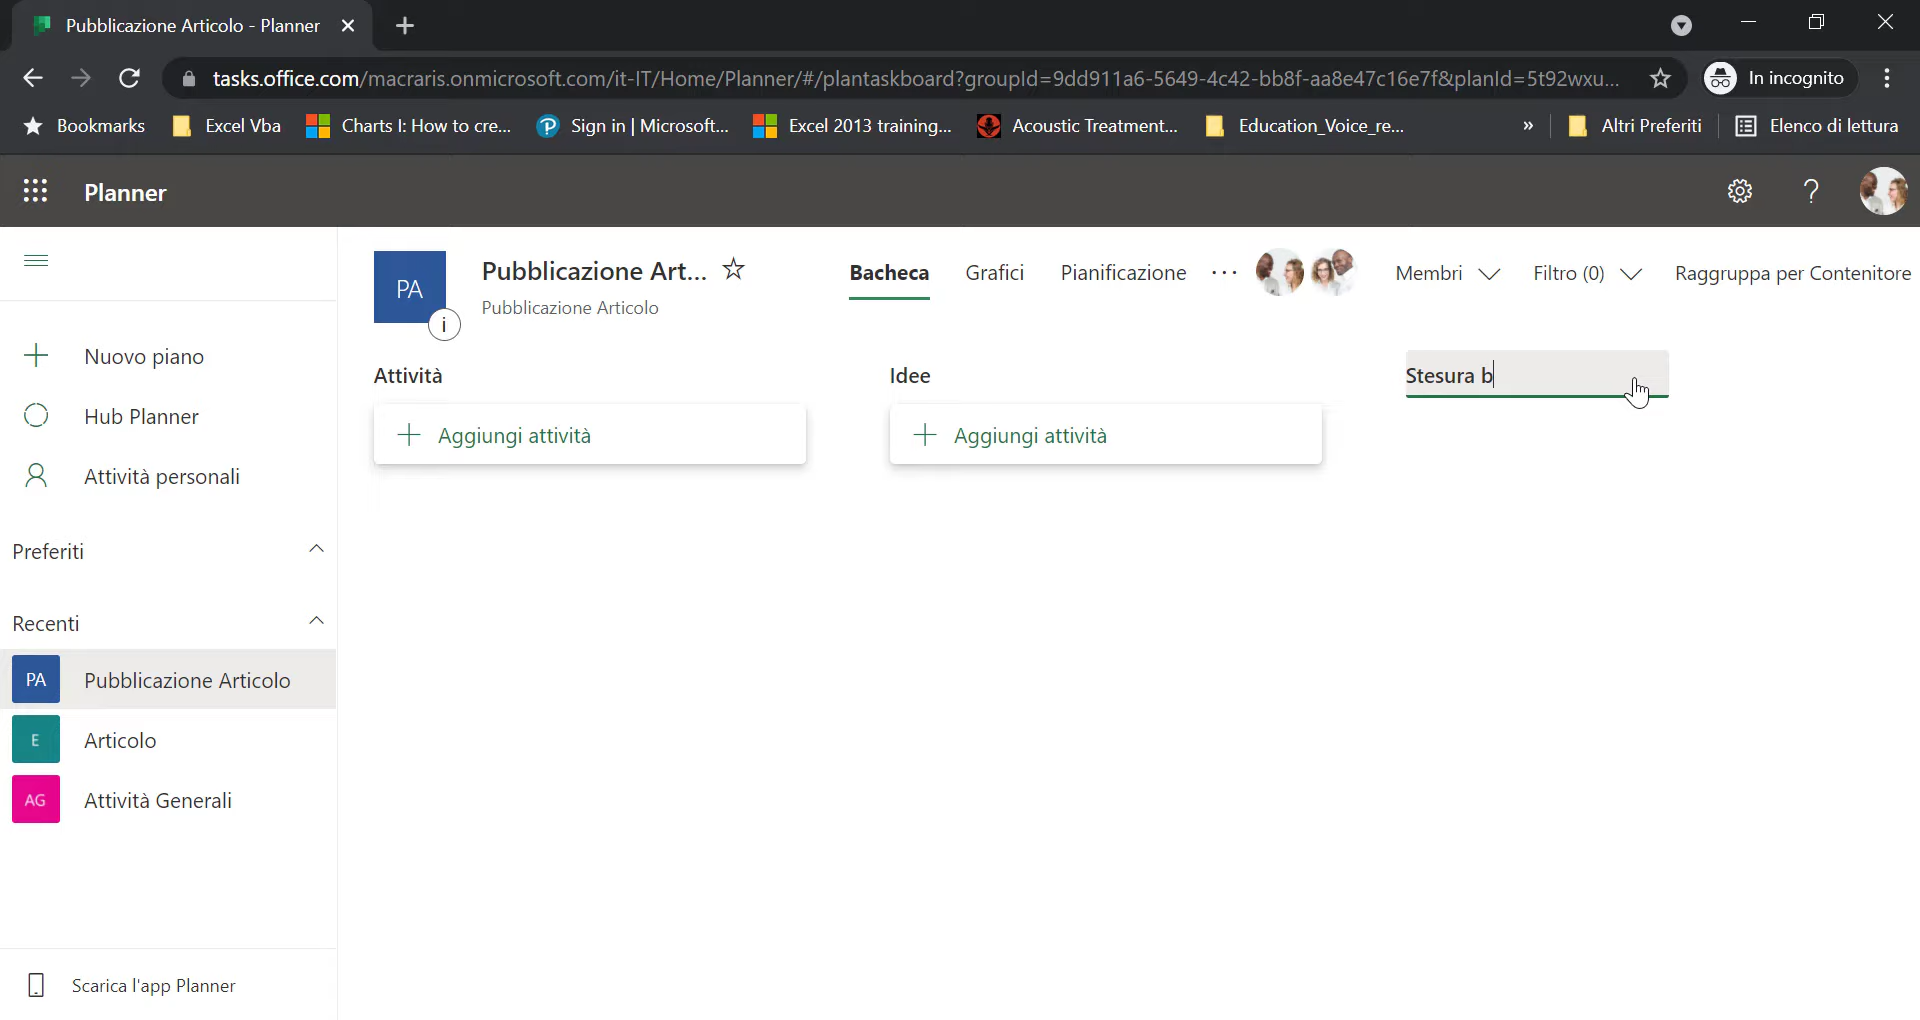 Pubblicazione Articolo - Planner
tasks.office.com/macraris.onmicrosoft.com/it-IT/Home/Planner/#/plantaskboard?groupId=9dd911a6-5649-4c42-bb8f-aa8e47c16e7f&planId=5t92wxu...
In incognito
Bookmarks
Excel Vba
Charts I: How to cre...
Sign in | Microsoft...
Excel 2013 training...
Acoustic Treatment...
Education_Voice_re...
»
Altri Preferiti
Elenco di lettura
Planner
?
PA
i
Pubblicazione Art...
Pubblicazione Articolo
Bacheca
Grafici
Pianificazione
...
Membri
Filtro (0)
Raggruppa per Contenitore
Nuovo piano
Hub Planner
Attività personali
Preferiti
Recenti
PA Pubblicazione Articolo
E Articolo
AG Attività Generali
Scarica l'app Planner
Attività
+ Aggiungi attività
Idee
+ Aggiungi attività
Stesura b